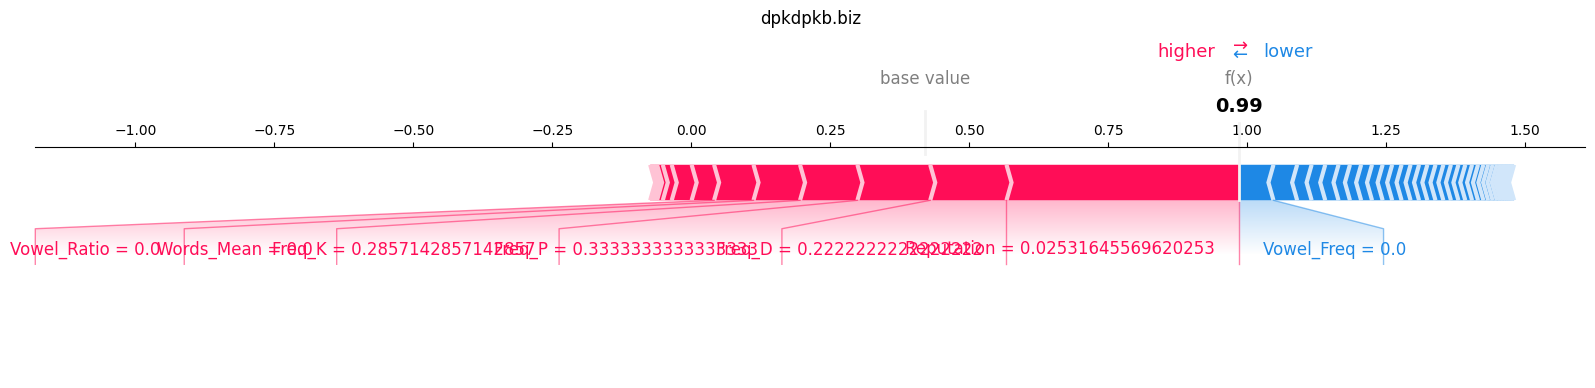 dpkdpkb.biz
higher ⇄ lower
base value f(x)
0.99
−1.00 −0.75 −0.50 −0.25 0.00 0.25 0.50 0.75 1.00 1.25 1.50
Vowel_Ratio = 0.0 Words_Mean = 0.0 Freq_K = 0.2857142857142857 Freq_P = 0.3333333333333333 Freq_D = 0.2222222222222222 Reputation = 0.02531645569620253 Vowel_Freq = 0.0